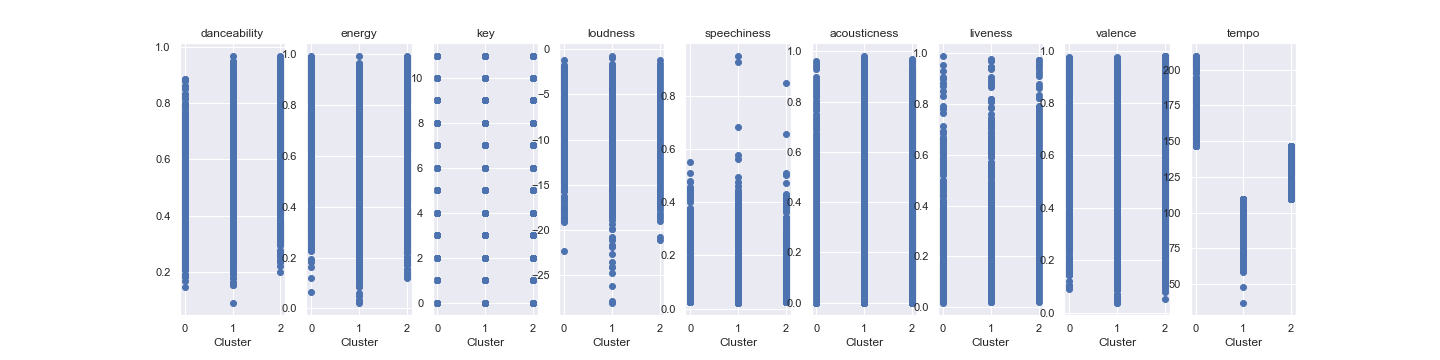 danceability
1.0
0.8
0.6
0.4
0.2
0 1 2
Cluster
energy
1.0
0.8
0.6
0.4
0.2
0.0
0 1 2
Cluster
key
10
8
6
4
2
0
0 1 2
Cluster
loudness
0
−5
−10
−15
−20
−25
0 1 2
Cluster
speechiness
0.8
0.6
0.4
0.2
0.0
0 1 2
Cluster
acousticness
1.0
0.8
0.6
0.4
0.2
0.0
0 1 2
Cluster
liveness
1.0
0.8
0.6
0.4
0.2
0.0
0 1 2
Cluster
valence
1.0
0.8
0.6
0.4
0.2
0.0
0 1 2
Cluster
tempo
200
175
150
125
100
75
50
0 1 2
Cluster